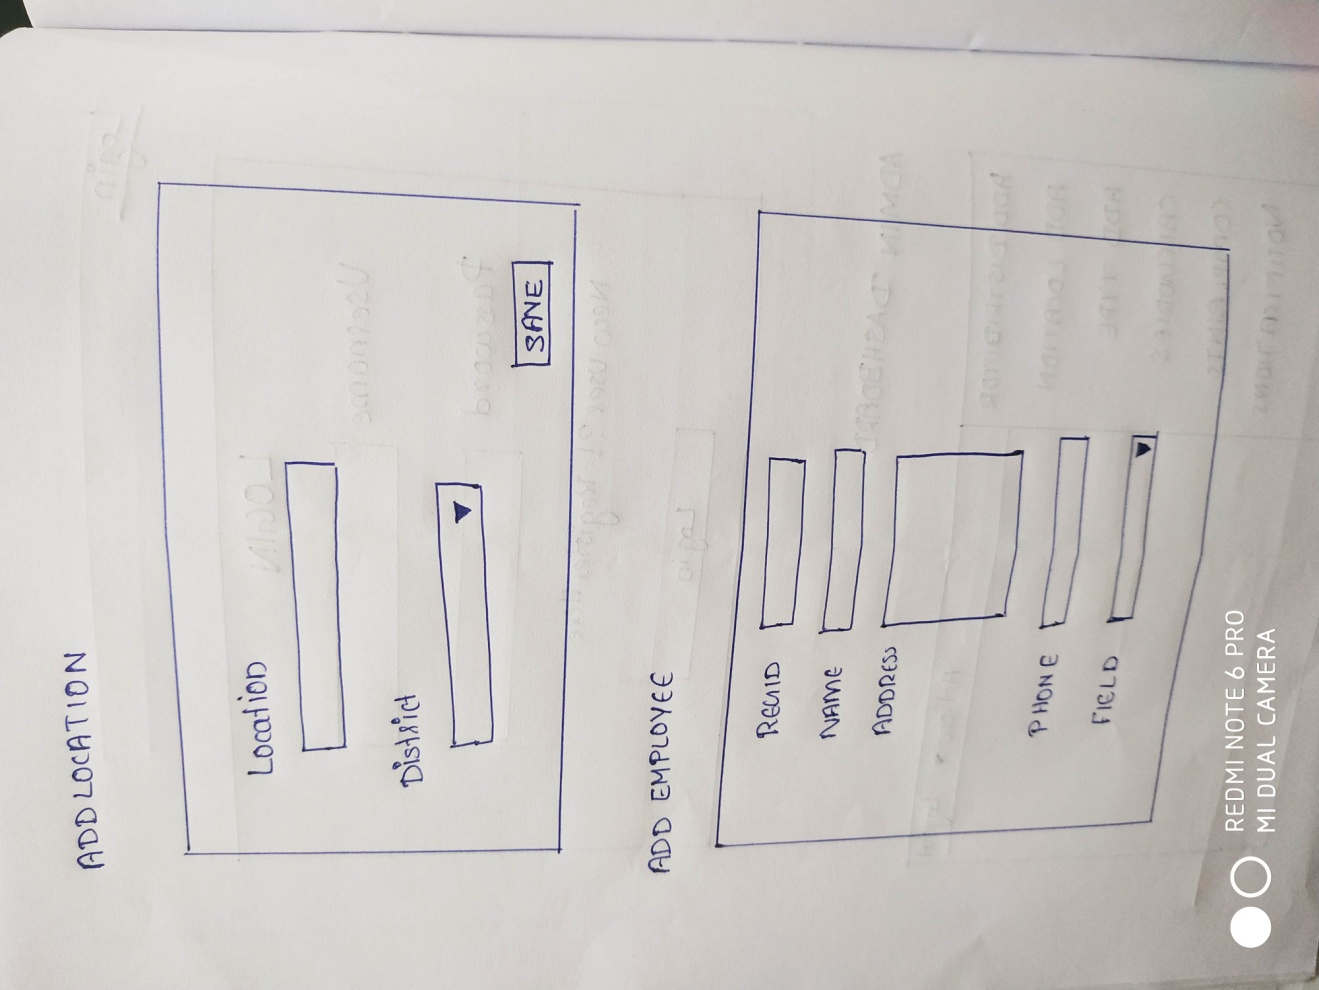 ADD LOCATION
Location
District
SAVE
ADD EMPLOYEE
REGID
NAME
ADDRESS
PHONE
FIELD
REDMI NOTE 6 PRO
MI DUAL CAMERA